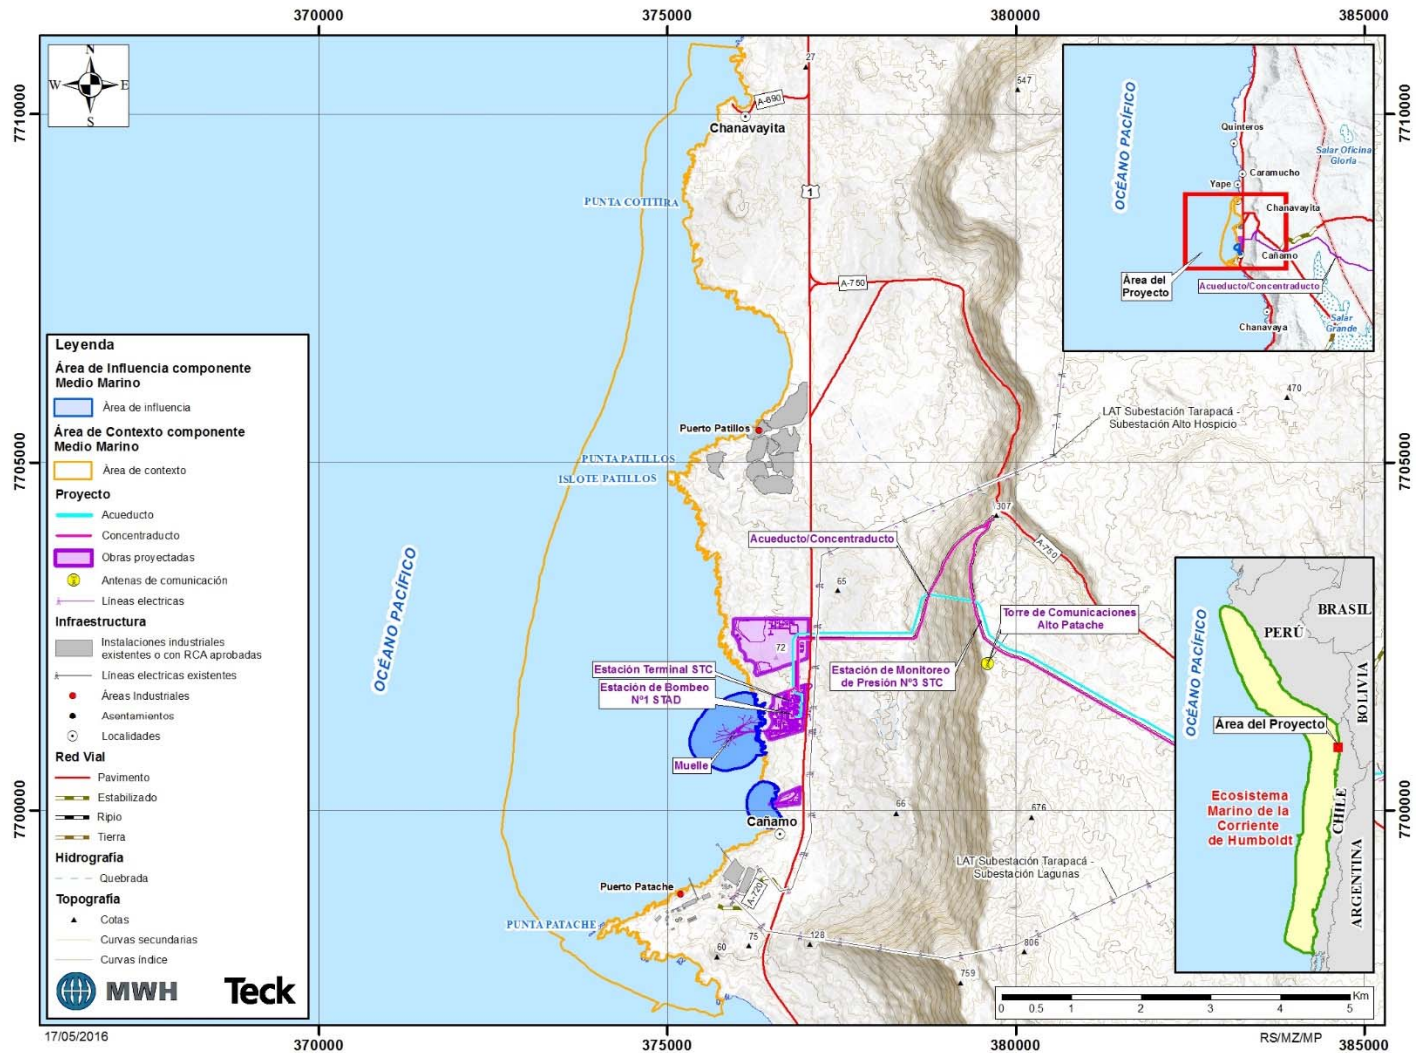 370000
375000
380000
385000
7710000
7705000
7700000
7710000
7705000
7700000
370000
375000
380000
385000
N
W
E
S
Leyenda
Área de Influencia componente
Medio Marino
Área de influencia
Área de Contexto componente
Medio Marino
Área de contexto
Proyecto
Acueducto
Concentraducto
Obras proyectadas
Antenas de comunicación
Líneas electricas
Infraestructura
Instalaciones industriales
existentes o con RCA aprobadas
Líneas electricas existentes
Áreas Industriales
Asentamientos
Localidades
Red Vial
Pavimento
Estabilizado
Ripio
Tierra
Hidrografía
Quebrada
Topografía
Cotas
Curvas secundarias
Curvas índice
MWH
Teck
17/05/2016
RS/MZ/MP
OCÉANO PACÍFICO
27
547
A-690
Chanavayita
PUNTA COTITIRA
1
A-750
470
LAT Subestación Tarapacá -
Subestación Alto Hospicio
Puerto Patillos
PUNTA PATILLOS
ISLOTE PATILLOS
307
Acueducto/Concentraducto
A-750
65
Torre de Comunicaciones
Alto Patache
72
Estación Terminal STC
Estación de Monitoreo
de Presión Nº3 STC
Estación de Bombeo
Nº1 STAD
Muelle
66
676
Cañamo
LAT Subestación Tarapacá -
Subestación Lagunas
Puerto Patache
A-720
PUNTA PATACHE
128
75
60
806
759
0
0.5
1
2
3
4
5
Km
OCÉANO PACÍFICO
Quinteros
Salar Oficina
Gloria
Caramucho
Yape
Chanavayita
Cañamo
Área del
Proyecto
Acueducto/Concentraducto
Salar
Grande
Chanavaya
OCÉANO PACÍFICO
BRASIL
PERÚ
BOLIVIA
Área del Proyecto
Ecosistema
Marino de la
Corriente
de Humboldt
CHILE
ARGENTINA